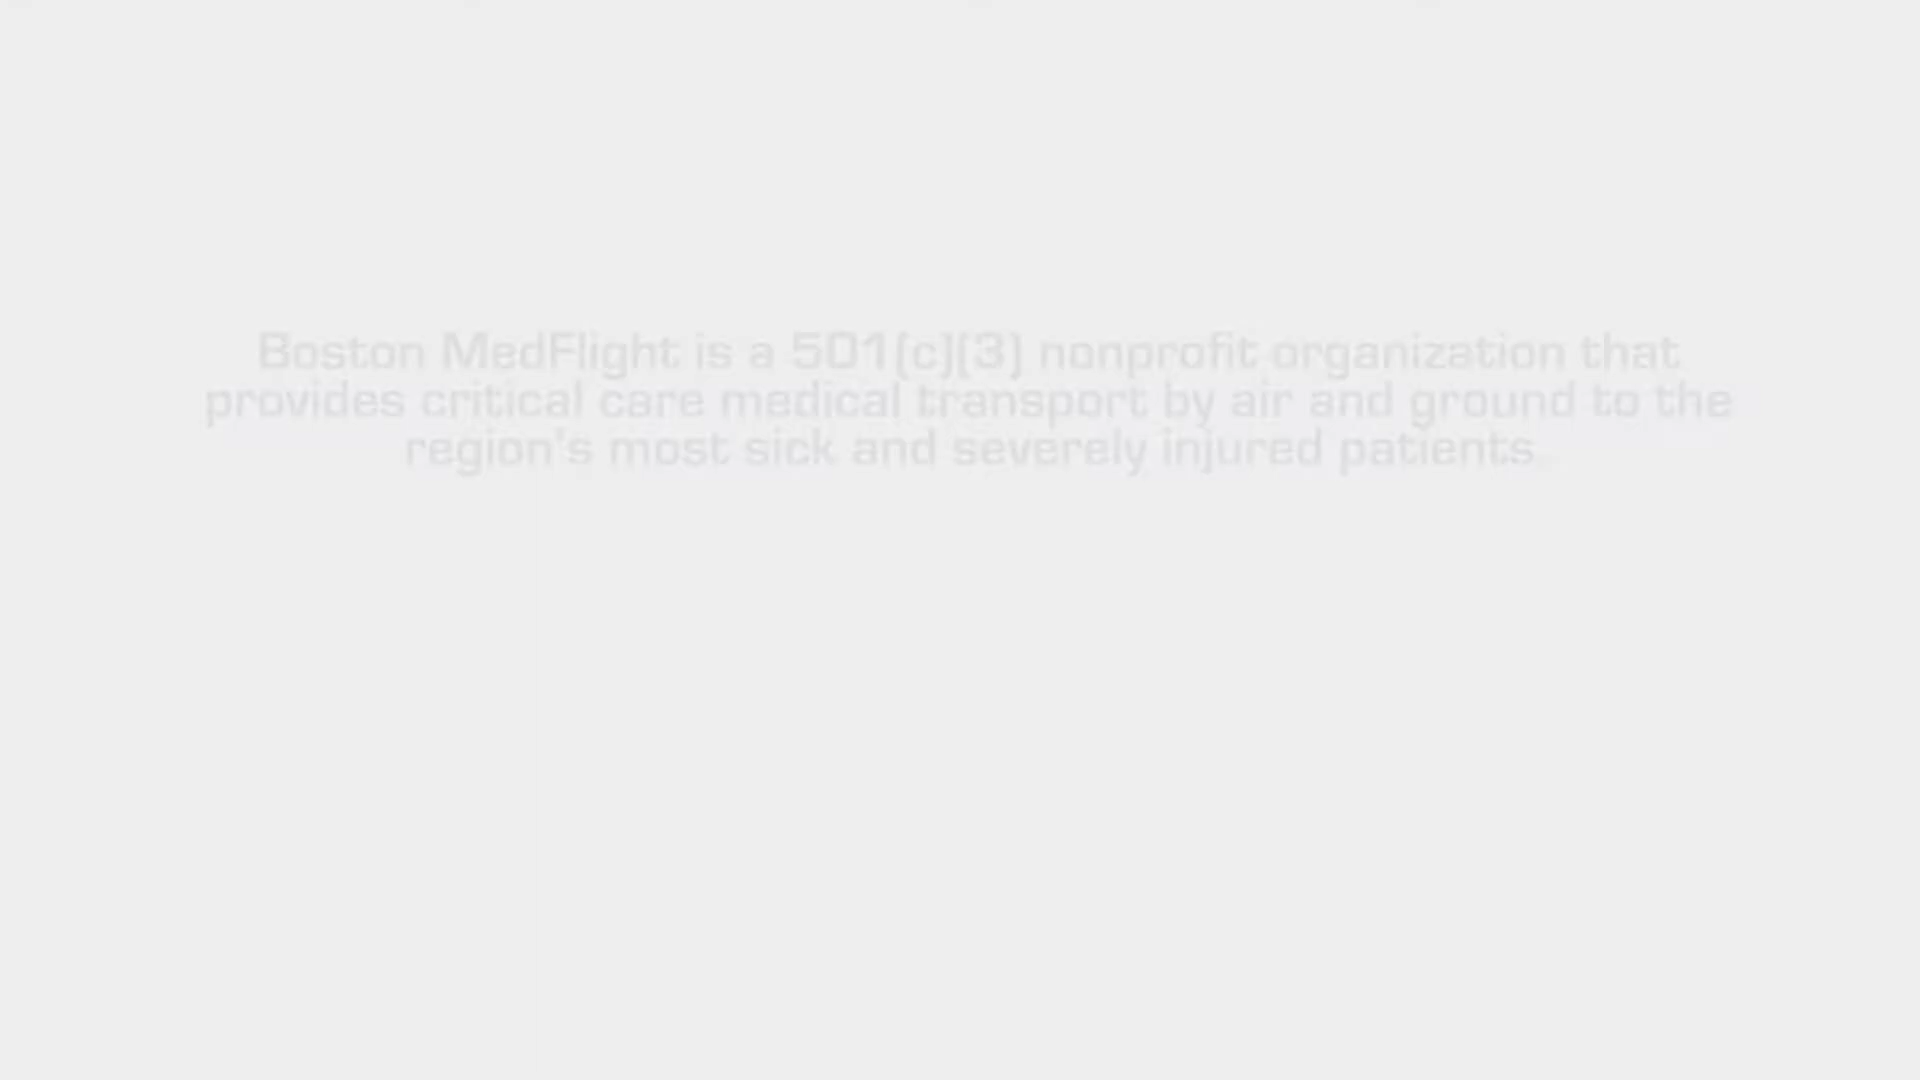 Boston MedFlight is a 501(c)(3) nonprofit organization that
provides critical care medical transport by air and ground to the
region's most sick and severely injured patients.